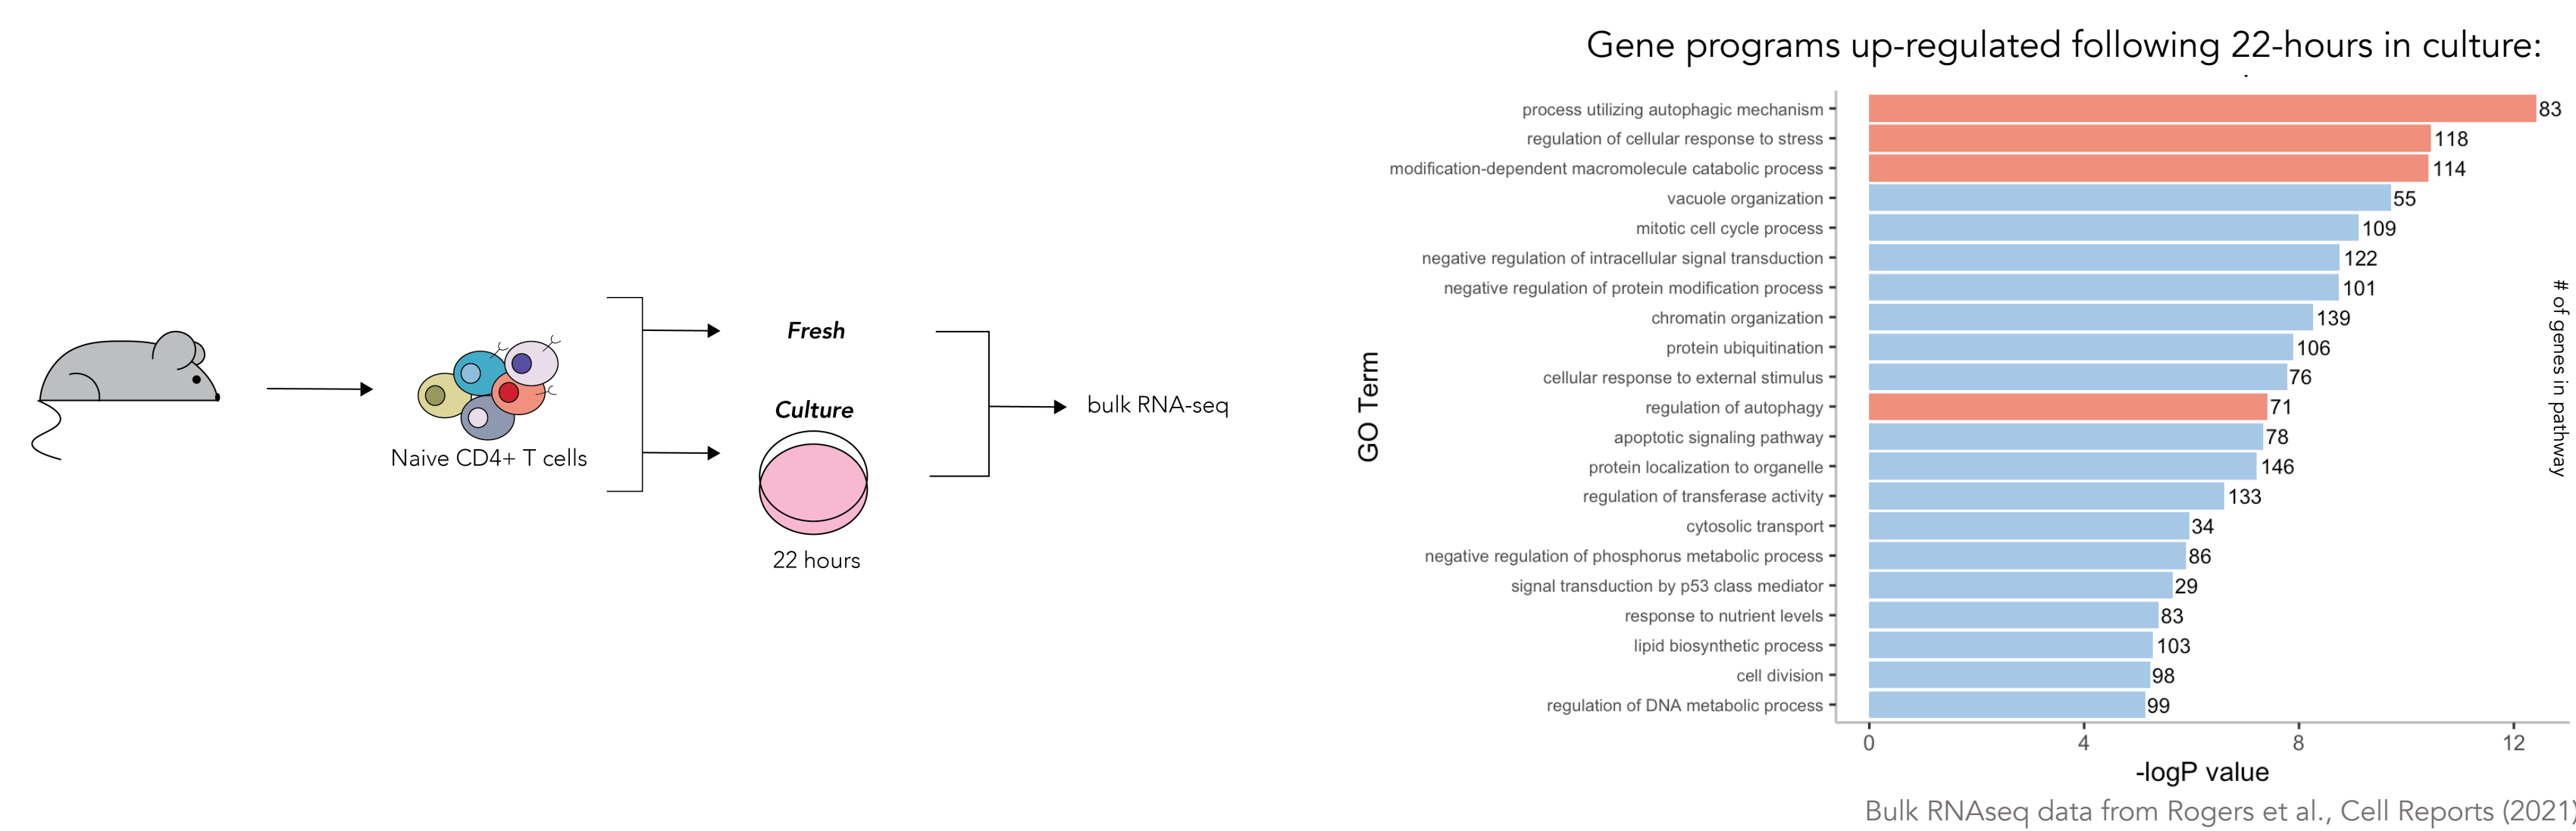 Gene programs up-regulated following 22-hours in culture:
Naive CD4+ T cells
Fresh
Culture
22 hours
bulk RNA-seq
GO Term
process utilizing autophagic mechanism 83
regulation of cellular response to stress 118
modification-dependent macromolecule catabolic process 114
vacuole organization 55
mitotic cell cycle process 109
negative regulation of intracellular signal transduction 122
negative regulation of protein modification process 101
chromatin organization 139
protein ubiquitination 106
cellular response to external stimulus 76
regulation of autophagy 71
apoptotic signaling pathway 78
protein localization to organelle 146
regulation of transferase activity 133
cytosolic transport 34
negative regulation of phosphorus metabolic process 86
signal transduction by p53 class mediator 29
response to nutrient levels 83
lipid biosynthetic process 103
cell division 98
regulation of DNA metabolic process 99
# of genes in pathway
0 4 8 12
-logP value
Bulk RNAseq data from Rogers et al., Cell Reports (2021)